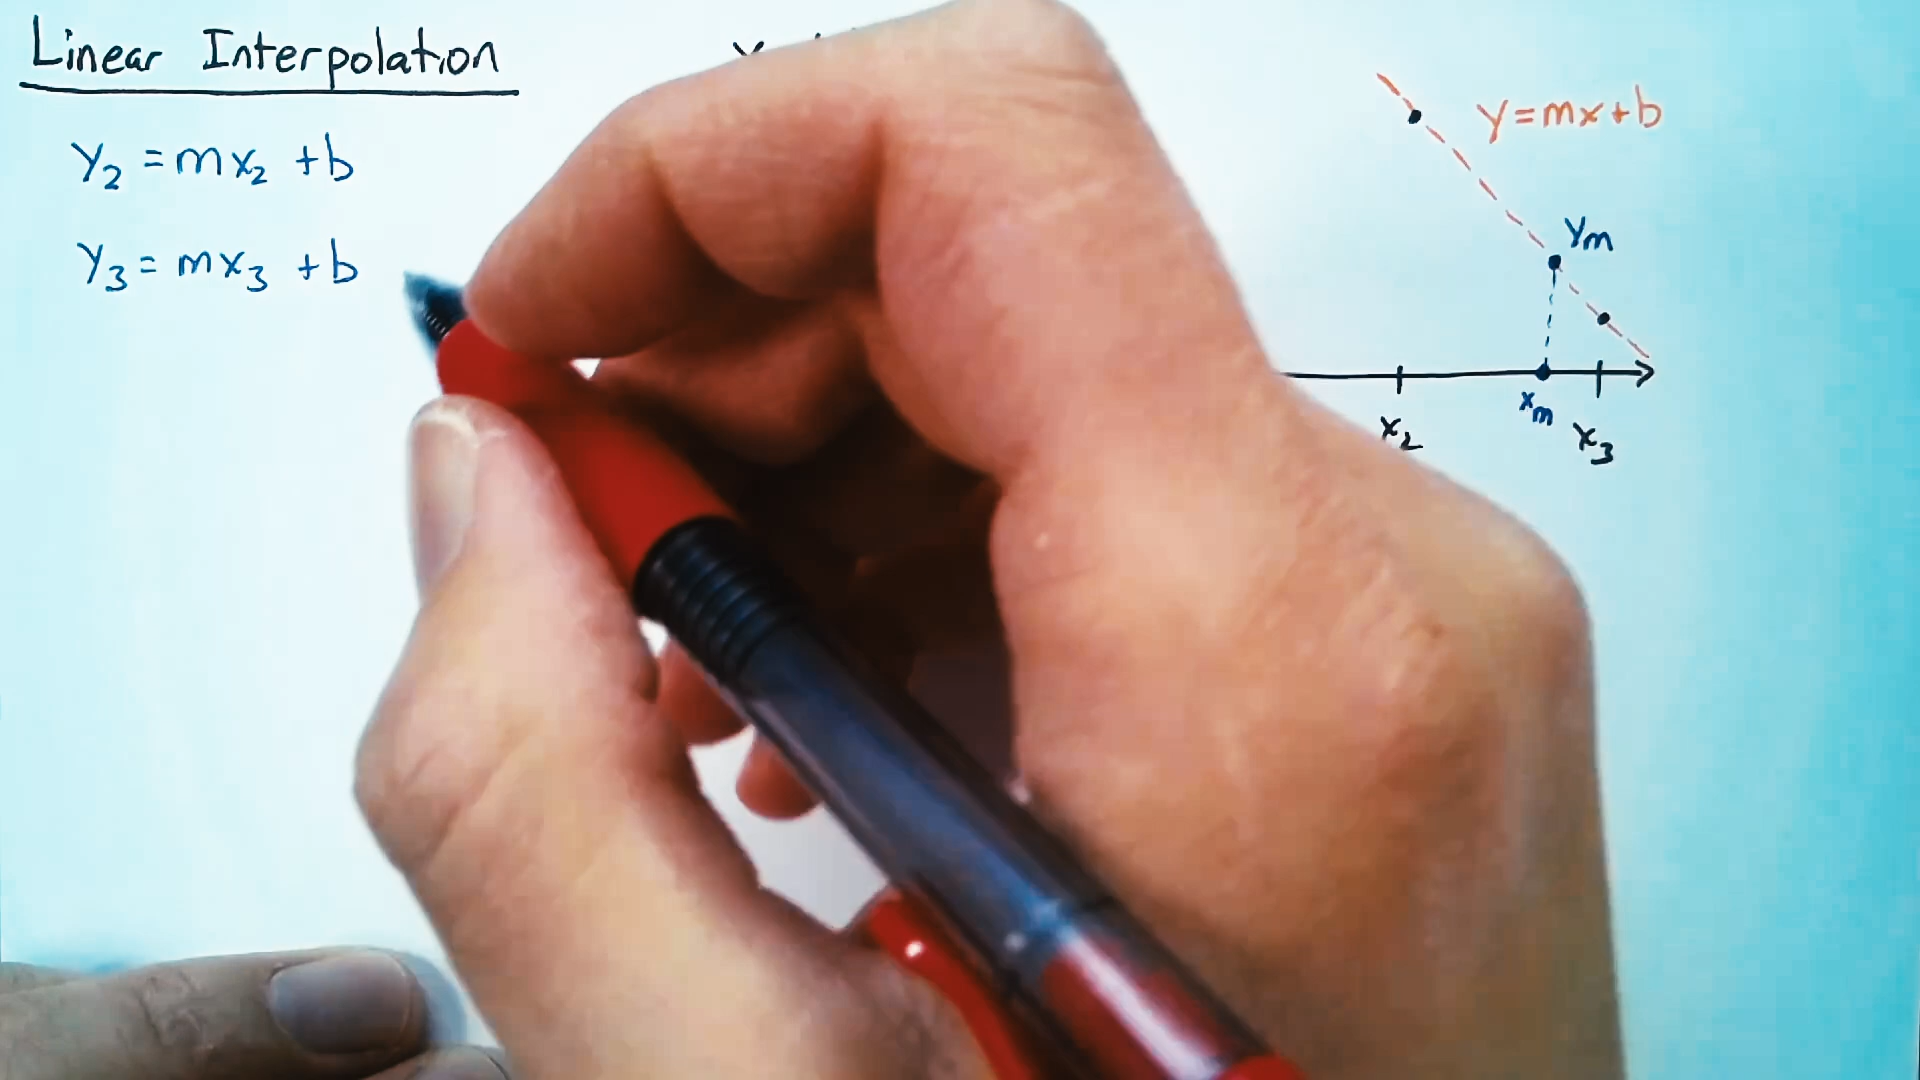 Linear Interpolation
y₂ = mx₂ + b
y₃ = mx₃ + b
y=mx+b
yₘ
x₂
xₘ
x₃